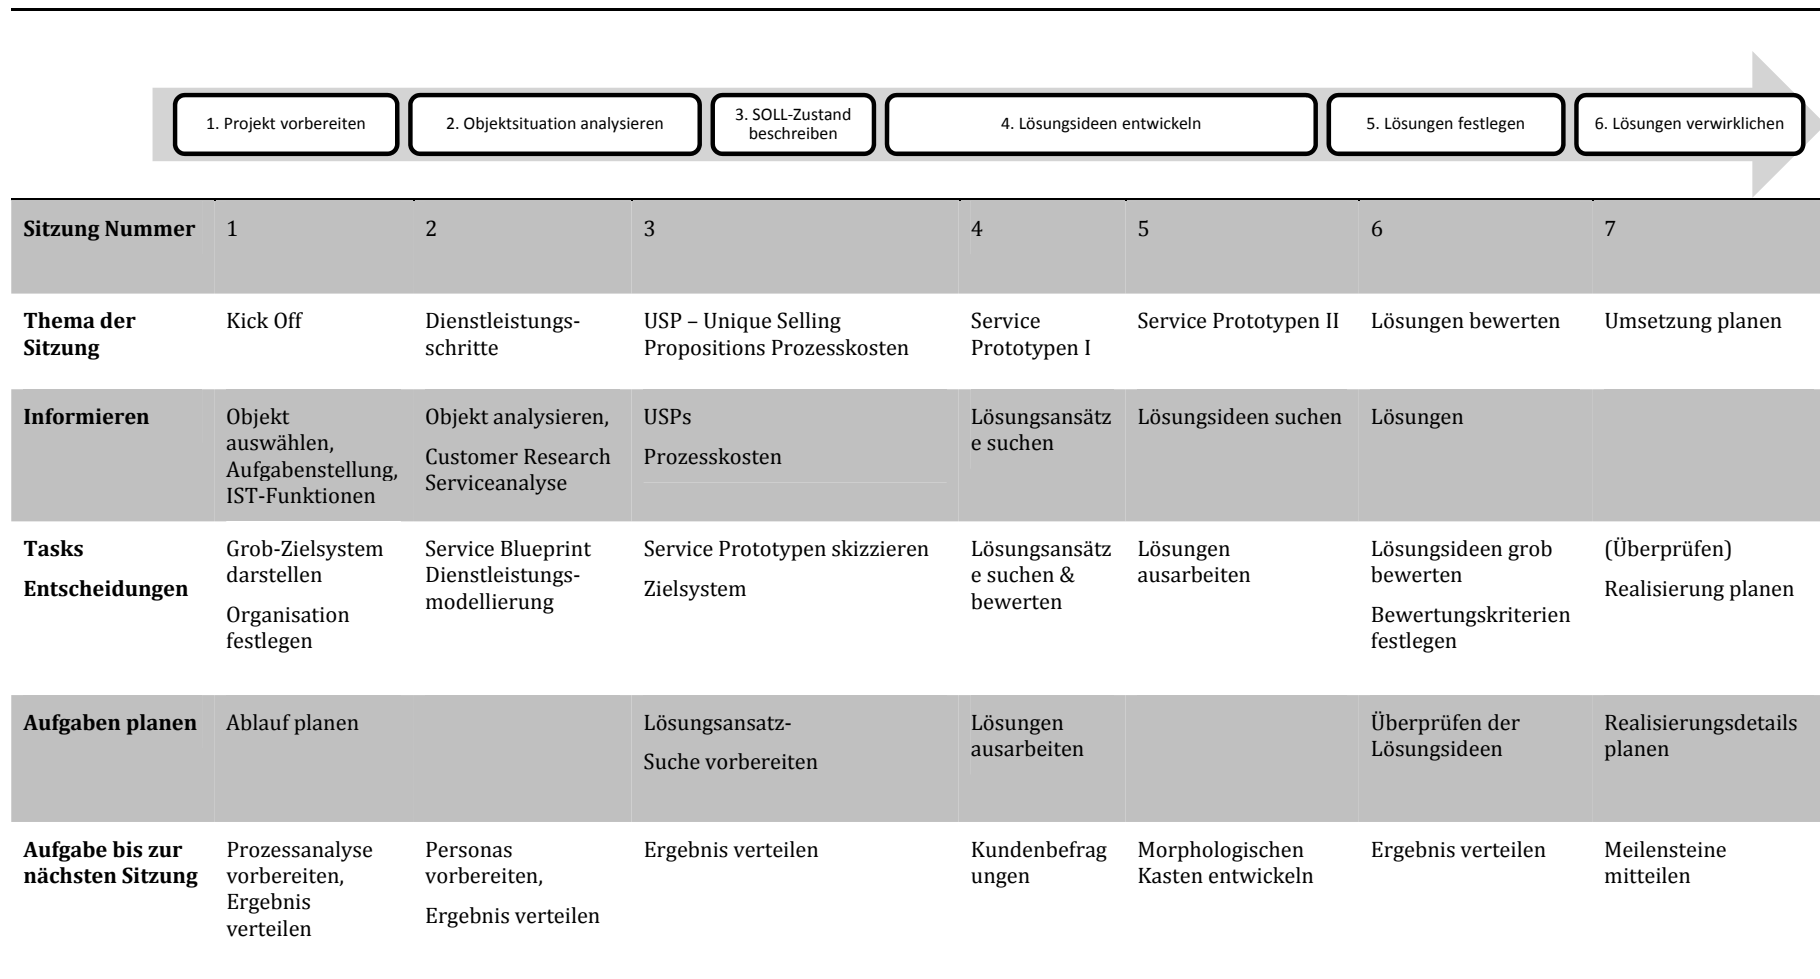 1. Projekt vorbereiten
2. Objektsituation analysieren
3. SOLL-Zustand
beschreiben
4. Lösungsideen entwickeln
5. Lösungen festlegen
6. Lösungen verwirklichen
Sitzung Nummer
1
2
3
4
5
6
7
Thema der
Sitzung
Kick Off
Dienstleistungs-
schritte
USP – Unique Selling
Propositions Prozesskosten
Service
Prototypen I
Service Prototypen II
Lösungen bewerten
Umsetzung planen
Informieren
Objekt
auswählen,
Aufgabenstellung,
IST-Funktionen
Objekt analysieren,
Customer Research
Serviceanalyse
USPs
Prozesskosten
Lösungsansätz
e suchen
Lösungsideen suchen
Lösungen
Tasks
Entscheidungen
Grob-Zielsystem
darstellen
Organisation
festlegen
Service Blueprint
Dienstleistungs-
modellierung
Service Prototypen skizzieren
Zielsystem
Lösungsansätz
e suchen &
bewerten
Lösungen
ausarbeiten
Lösungsideen grob
bewerten
Bewertungskriterien
festlegen
(Überprüfen)
Realisierung planen
Aufgaben planen
Ablauf planen
Lösungsansatz-
Suche vorbereiten
Lösungen
ausarbeiten
Überprüfen der
Lösungsideen
Realisierungsdetails
planen
Aufgabe bis zur
nächsten Sitzung
Prozessanalyse
vorbereiten,
Ergebnis
verteilen
Personas
vorbereiten,
Ergebnis verteilen
Ergebnis verteilen
Kundenbefrag
ungen
Morphologischen
Kasten entwickeln
Ergebnis verteilen
Meilensteine
mitteilen